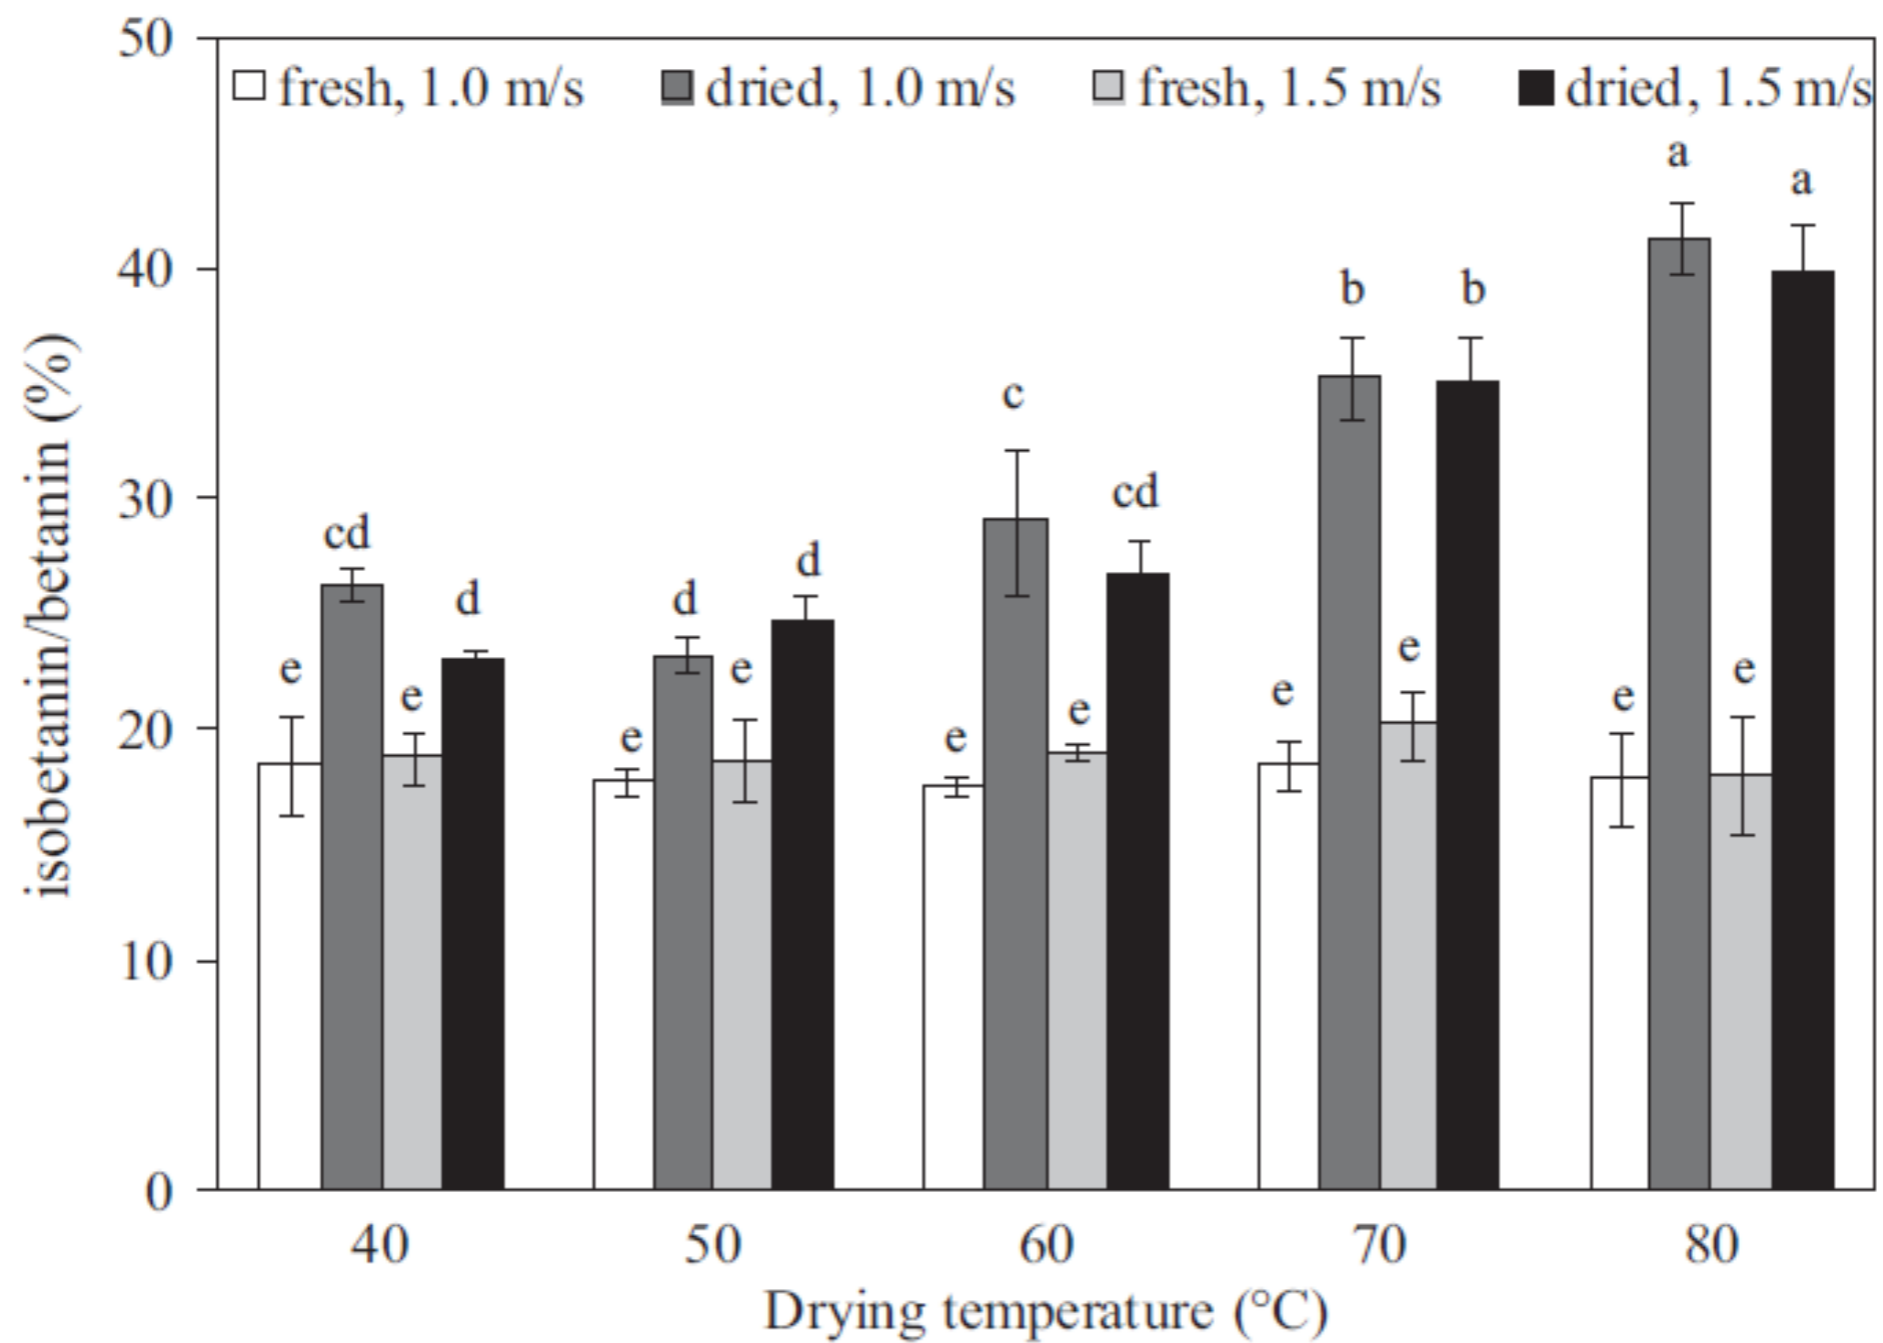 50
fresh, 1.0 m/s dried, 1.0 m/s fresh, 1.5 m/s dried, 1.5 m/s
a
a
40
b b
c
30
cd
cd
d
d d
e
e e e
e e e
e e
20
10
0
40 50 60 70 80
Drying temperature (°C)
isobetanin/betanin (%)